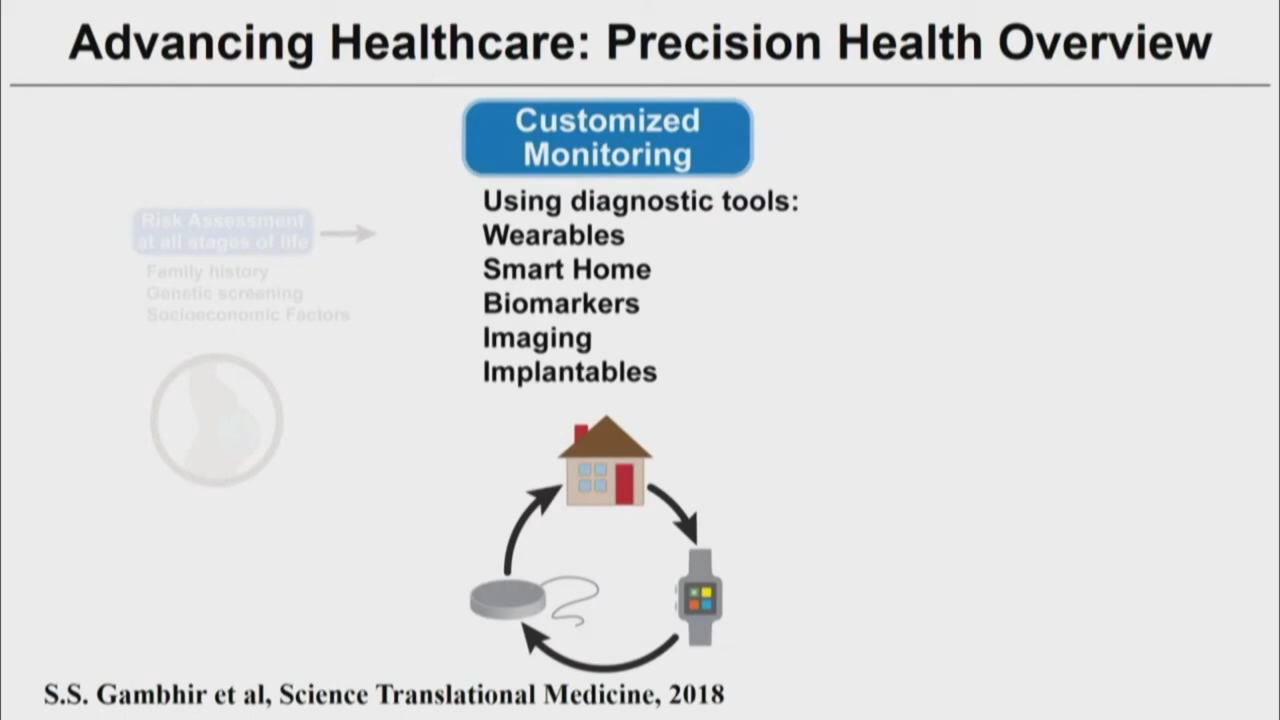 Advancing Healthcare: Precision Health Overview
Customized
Monitoring
Using diagnostic tools:
Wearables
Smart Home
Biomarkers
Imaging
Implantables
Risk Assessment
at all stages of life
Family history
Genetic screening
Socioeconomic Factors
S.S. Gambhir et al, Science Translational Medicine, 2018